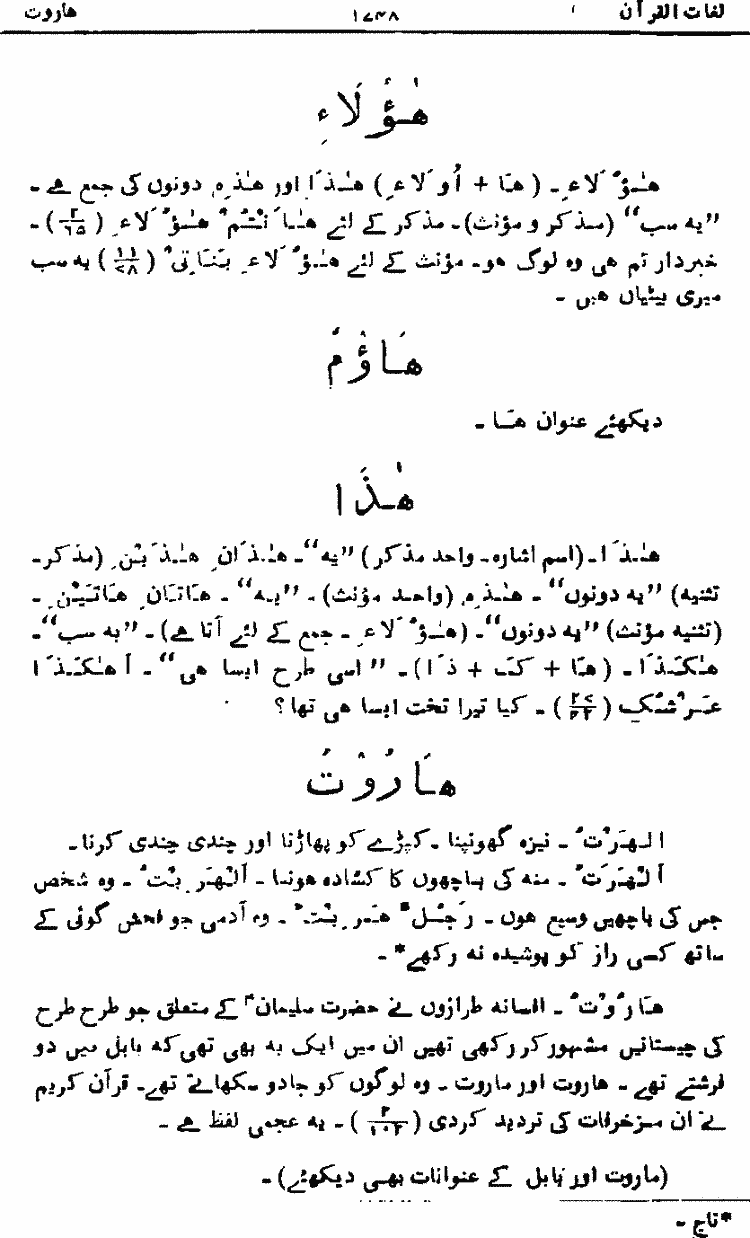 لغات القرآن ۱۷۳۸ ھاروت
ھٰٓؤُلَاءِ
ھٰٓؤُلَاءِ۔ (ھَا + اُولَاءِ) ھٰذَا اور ھٰذِہٖ دونوں کی جمع ہے۔
”یہ سب“ (مذکر و مؤنث)۔ مذکر کے لئے ھٰٓاَنْتُمْ ھٰٓؤُلَاءِ (۳/۶۵)۔
خبردار تم ہی وہ لوگ ہو۔ مؤنث کے لئے ھٰٓؤُلَاءِ بَنَاتِیْ (۱۱/۷۸) یہ سب
میری بیٹیاں ہیں۔
ھَاؤُمُ
دیکھئے عنوان ھَا۔
ھٰذَا
ھٰذَا۔ (اسم اشارہ۔ واحد مذکر) ”یہ“۔ ھٰذَانِ ھٰذَیْنِ (مذکر۔
تثنیہ) ”یہ دونوں“۔ ھٰذِہٖ (واحد مؤنث)۔ ”یہ“۔ ھَاتَانِ ھَاتَیْنِ۔
(تثنیہ مؤنث) ”یہ دونوں“۔ (ھٰٓؤُلَاءِ۔ جمع کے لئے آتا ہے)۔ ”یہ سب“۔
ھٰکَذَا۔ (ھَا + کَ + ذَا)۔ ”اسی طرح ایسا ہی“۔ اَھٰکَذَا
عَرْشُکِ (۲۷/۴۲)۔ کیا تیرا تخت ایسا ہی تھا؟
ھَارُوْتُ
الْھَرْتُ۔ نیزہ گھونپنا۔ کپڑے کو پھاڑنا اور چندی چندی کرنا۔
اَلْھَرَتُ۔ منہ کی باچھوں کا کشادہ ہونا۔ اَلْھَرِیْتُ۔ وہ شخص
جس کی باچھیں وسیع ہوں۔ رَجُلٌ ھَرِیْتٌ۔ وہ آدمی جو فحش گوئی کے
ساتھ کسی راز کو پوشیدہ نہ رکھے*۔
ھَارُوْتُ۔ افسانہ طرازوں نے حضرت سلیمانؑ کے متعلق جو طرح طرح
کی چیستانیں مشہور کر رکھی تھیں ان میں ایک یہ بھی تھی کہ بابل میں دو
فرشتے تھے۔ ھاروت اور ماروت۔ وہ لوگوں کو جادو سکھاتے تھے۔ قرآن کریم
نے ان مزخرفات کی تردید کردی (۲/۱۰۲)۔ یہ عجمی لفظ ہے۔
(ماروت اور بابل کے عنوانات بھی دیکھئے)۔
*تاج۔